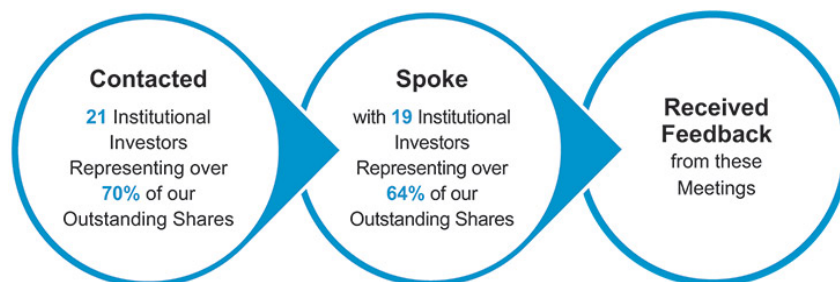 Contacted
21 Institutional
Investors
Representing over
70% of our
Outstanding Shares
Spoke
with 19 Institutional
Investors
Representing over
64% of our
Outstanding Shares
Received
Feedback
from these
Meetings